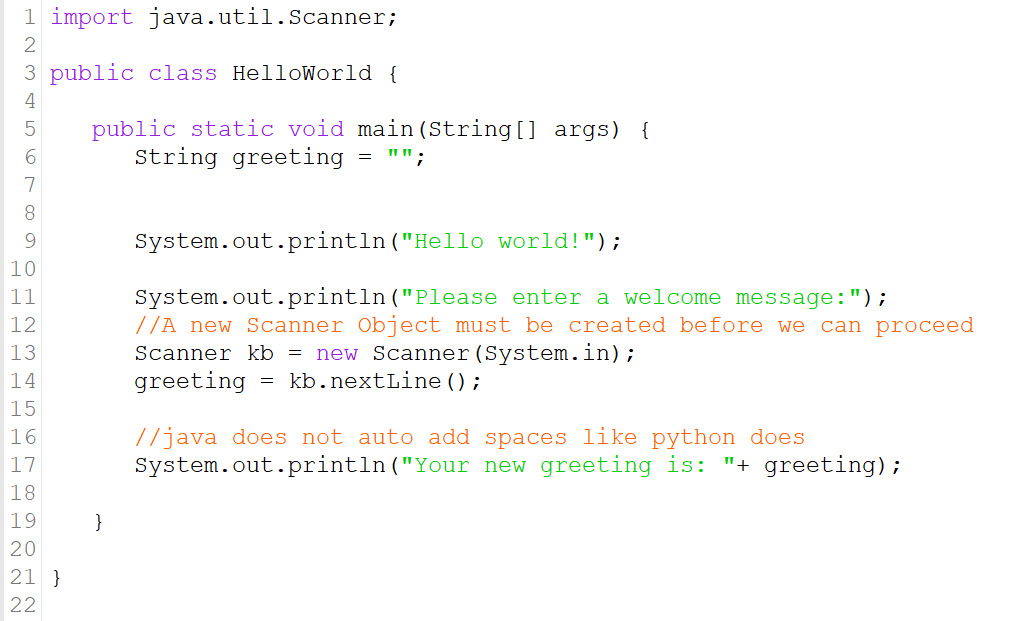 1 import java.util.Scanner;
2
3 public class HelloWorld {
4
5    public static void main(String[] args) {
6       String greeting = "";
7
8
9       System.out.println("Hello world!");
10
11       System.out.println("Please enter a welcome message:");
12       //A new Scanner Object must be created before we can proceed
13       Scanner kb = new Scanner(System.in);
14       greeting = kb.nextLine();
15
16       //java does not auto add spaces like python does
17       System.out.println("Your new greeting is: "+ greeting);
18
19    }
20
21 }
22